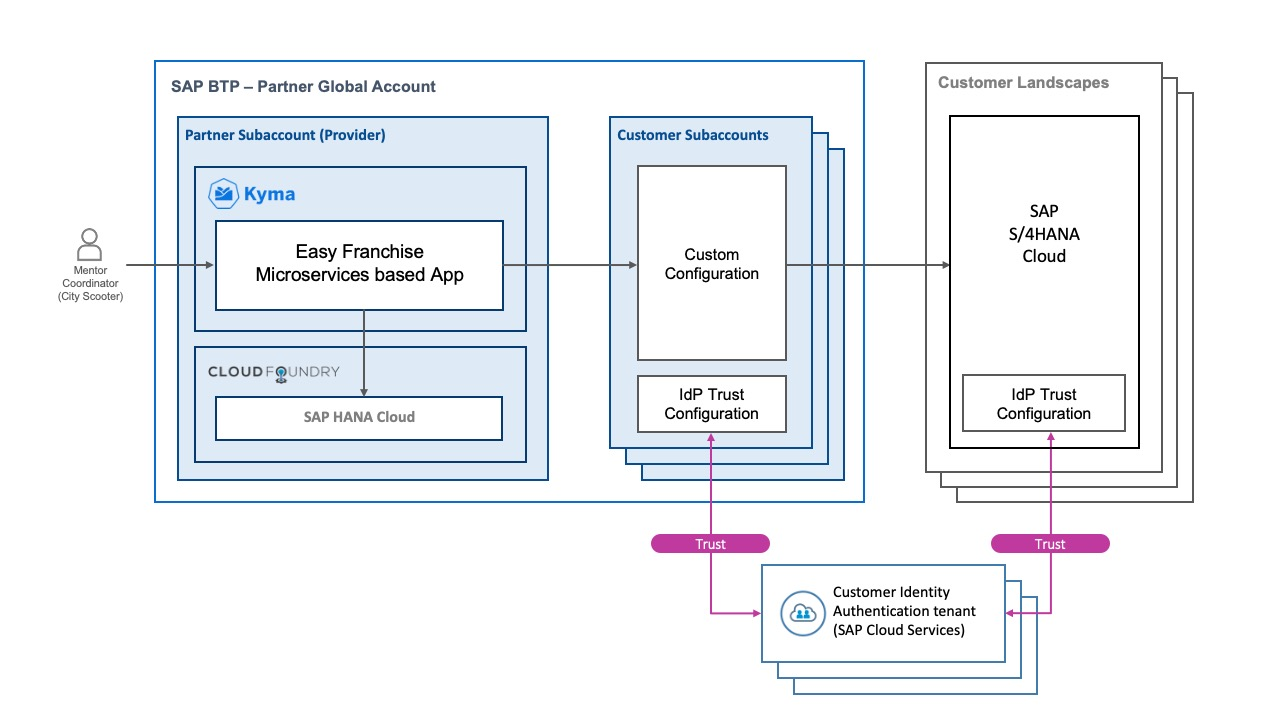 SAP BTP – Partner Global Account
Partner Subaccount (Provider)
Kyma
Easy Franchise
Microservices based App
Mentor
Coordinator
(City Scooter)
CLOUD FOUNDRY
SAP HANA Cloud
Customer Subaccounts
Custom
Configuration
IdP Trust
Configuration
Customer Landscapes
SAP
S/4HANA
Cloud
IdP Trust
Configuration
Trust
Trust
Customer Identity
Authentication tenant
(SAP Cloud Services)